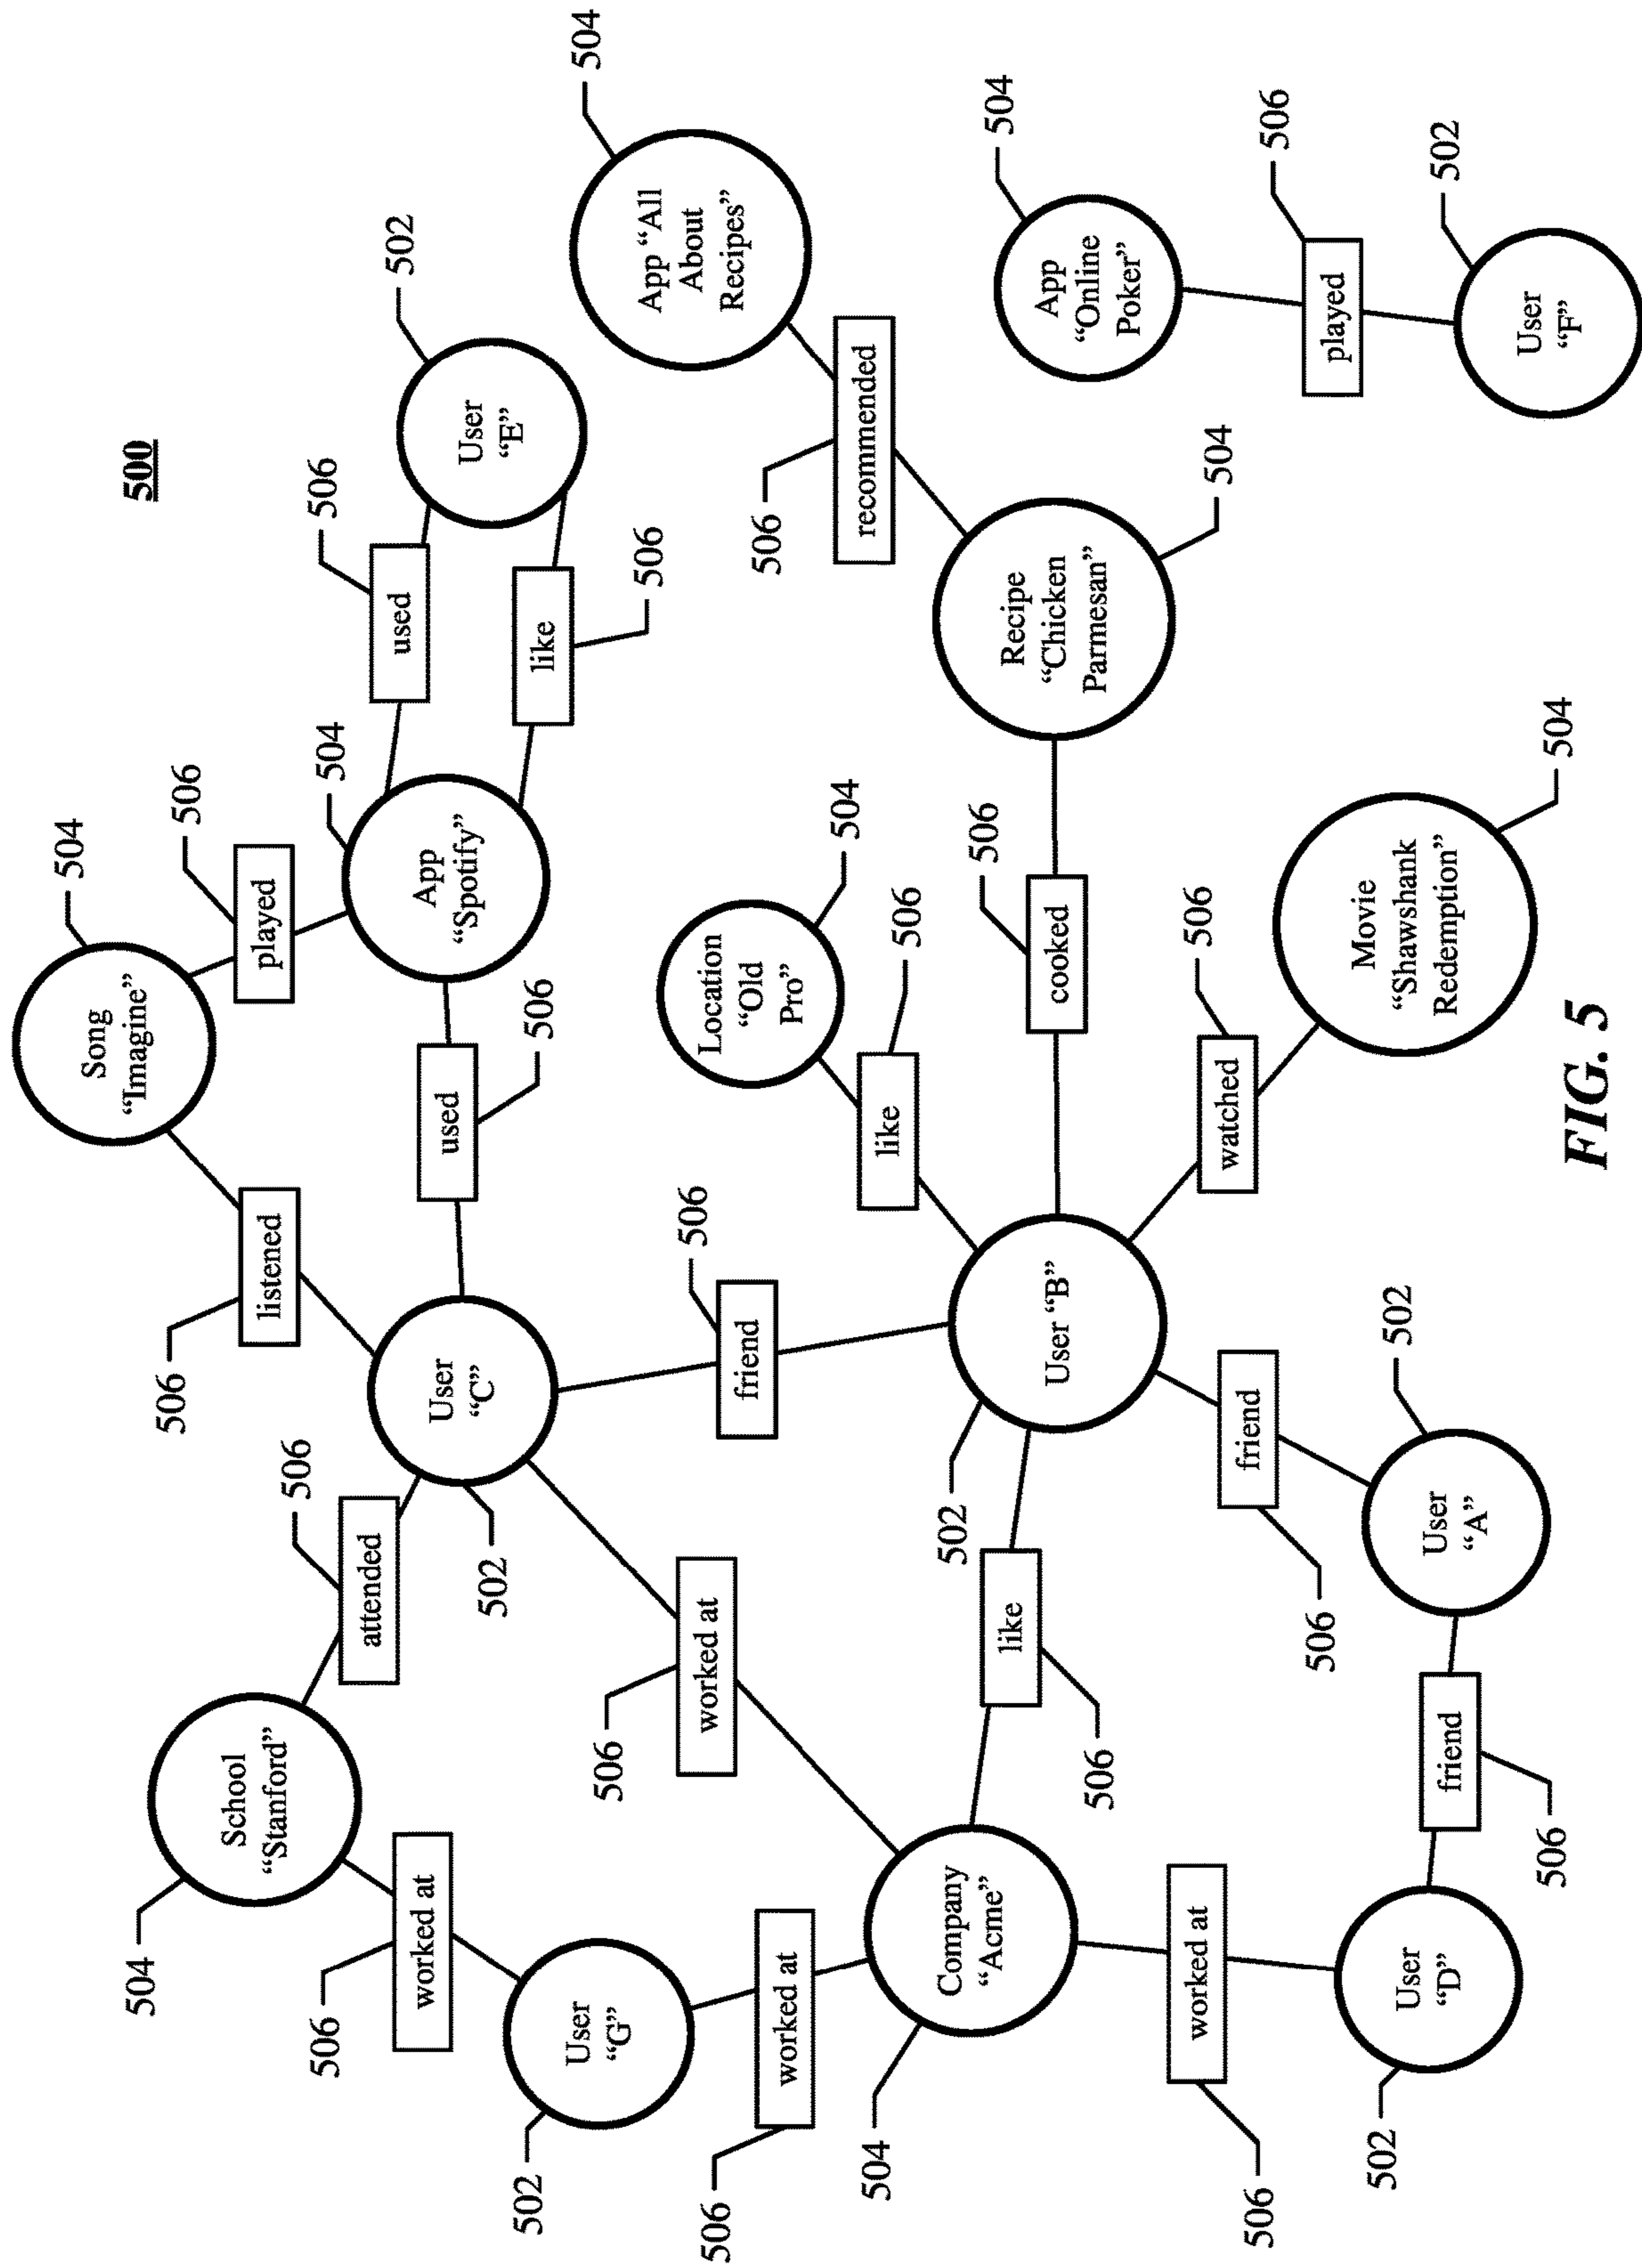 500
504
Song
“Imagine”
504
506
506
School
“Stanford”
listened
played
506
506
504
506
attended
worked at
used
502
User
“C”
used
App
“Spotify”
User
“E”
502
502
506
like
User
“G”
504
App “All
About
Recipes”
506
506
506
worked at
friend
Location
“Old
Pro”
506
worked at
506
504
like
recommended
504
Company
“Acme”
502
506
506
504
like
User “B”
cooked
Recipe
“Chicken
Parmesan”
App
“Online
Poker”
506
worked at
506
watched
504
506
506
friend
506
played
502
506
502
User
“D”
friend
User
“A”
Movie
“Shawshank
Redemption”
502
User
“F”
506
504
FIG. 5